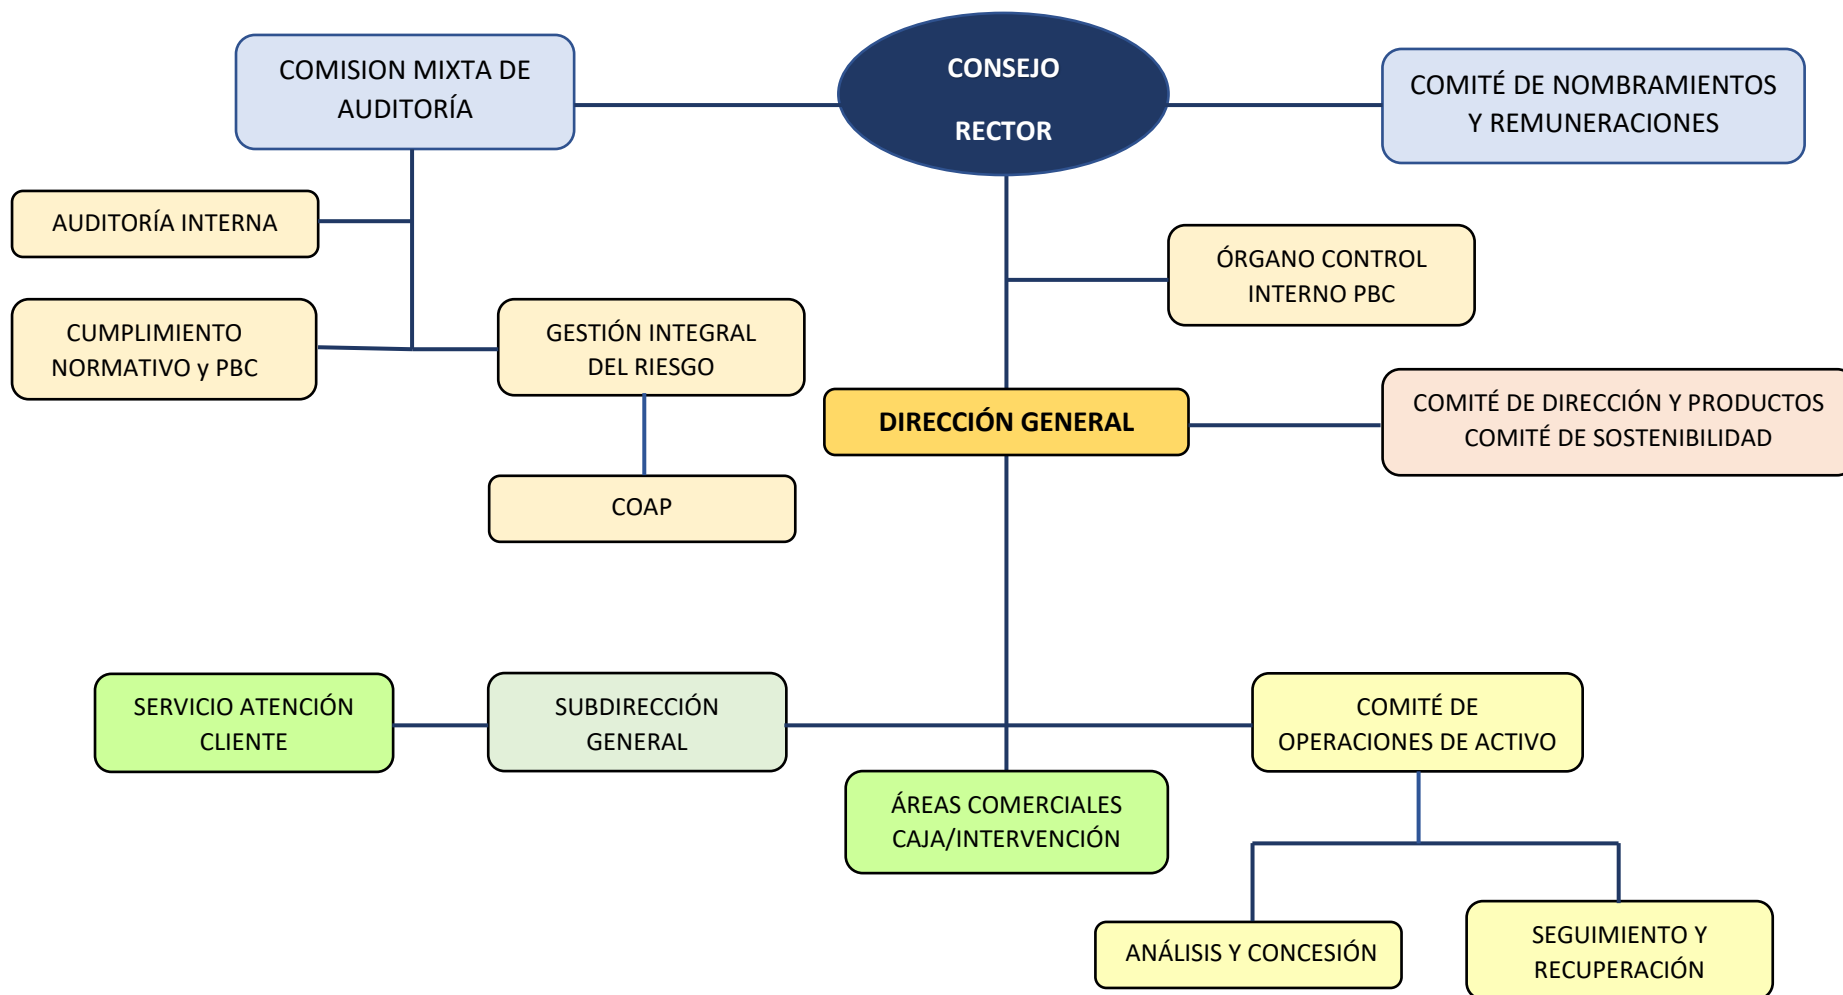 COMISION MIXTA DE
AUDITORÍA
CONSEJO
RECTOR
COMITÉ DE NOMBRAMIENTOS
Y REMUNERACIONES
AUDITORÍA INTERNA
ÓRGANO CONTROL
INTERNO PBC
CUMPLIMIENTO
NORMATIVO y PBC
GESTIÓN INTEGRAL
DEL RIESGO
DIRECCIÓN GENERAL
COMITÉ DE DIRECCIÓN Y PRODUCTOS
COMITÉ DE SOSTENIBILIDAD
COAP
SERVICIO ATENCIÓN
CLIENTE
SUBDIRECCIÓN
GENERAL
COMITÉ DE
OPERACIONES DE ACTIVO
ÁREAS COMERCIALES
CAJA/INTERVENCIÓN
ANÁLISIS Y CONCESIÓN
SEGUIMIENTO Y
RECUPERACIÓN